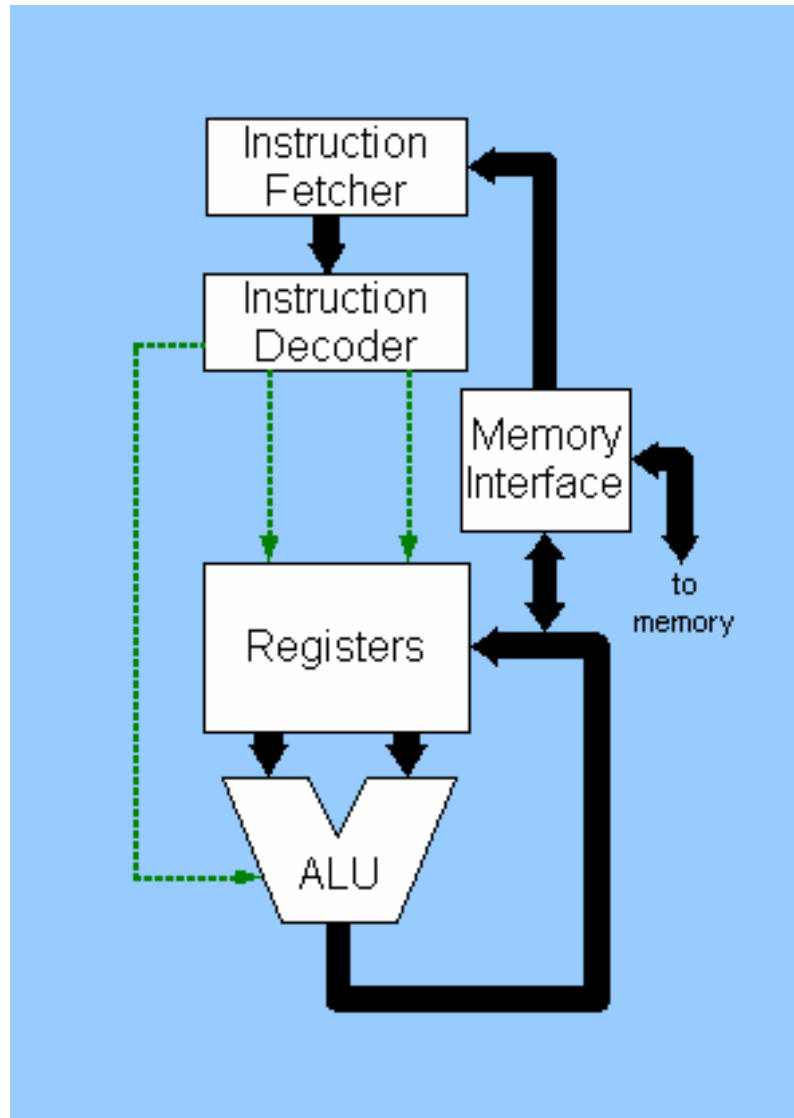 Instruction
Fetcher
Instruction
Decoder
Memory
Interface
to
memory
Registers
ALU